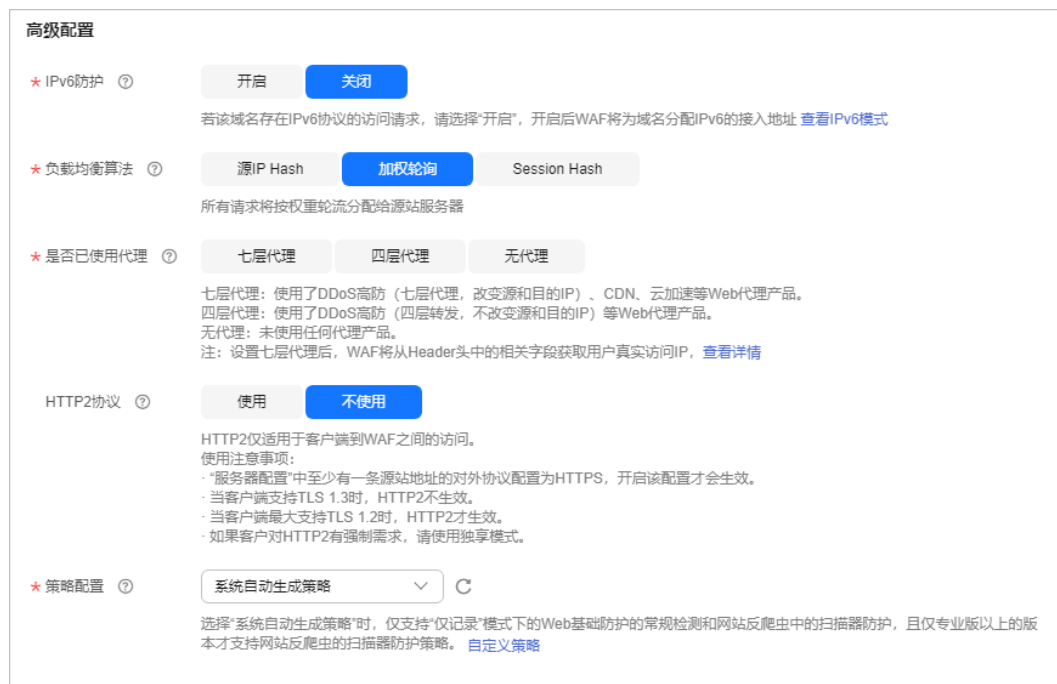 高级配置
* IPv6防护 ? 开启 关闭
若该域名存在IPv6协议的访问请求，请选择“开启”，开启后WAF将为域名分配IPv6的接入地址 查看IPv6模式
* 负载均衡算法 ? 源IP Hash 加权轮询 Session Hash
所有请求将按权重轮流分配给源站服务器
* 是否已使用代理 ? 七层代理 四层代理 无代理
七层代理：使用了DDoS高防（七层代理，改变源和目的IP）、CDN、云加速等Web代理产品。
四层代理：使用了DDoS高防（四层转发，不改变源和目的IP）等Web代理产品。
无代理：未使用任何代理产品。
注：设置七层代理后，WAF将从Header头中的相关字段获取用户真实访问IP，查看详情
HTTP2协议 ? 使用 不使用
HTTP2仅适用于客户端到WAF之间的访问。
使用注意事项：
· “服务器配置”中至少有一条源站地址的对外协议配置为HTTPS，开启该配置才会生效。
· 当客户端支持TLS 1.3时，HTTP2不生效。
· 当客户端最大支持TLS 1.2时，HTTP2才生效。
· 如果客户对HTTP2有强制需求，请使用独享模式。
* 策略配置 ? 系统自动生成策略
选择“系统自动生成策略”时，仅支持“仅记录”模式下的Web基础防护的常规检测和网站反爬虫中的扫描器防护，且仅专业版以上的版
本才支持网站反爬虫的扫描器防护策略。 自定义策略